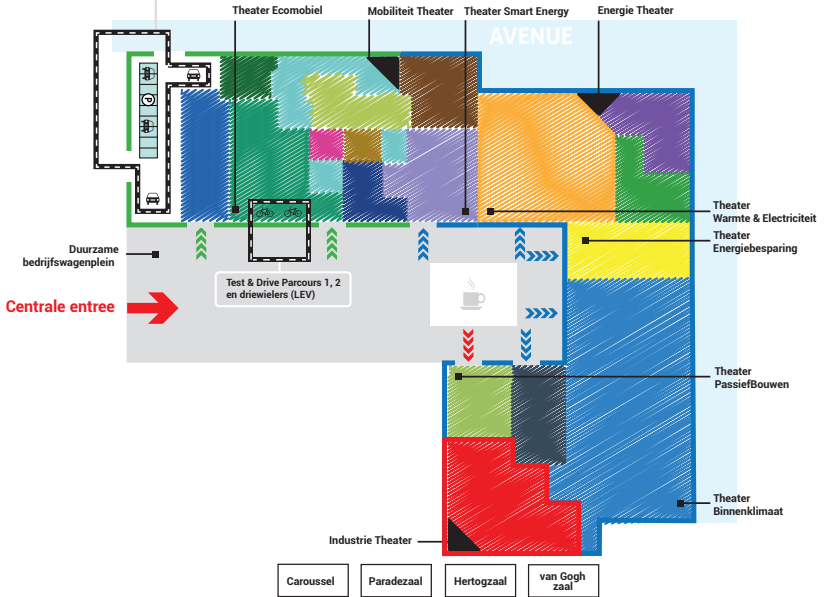 Theater Ecomobiel
Mobiliteit Theater
Theater Smart Energy
Energie Theater
AVENUE
P
Theater
Warmte & Electriciteit
Theater
Energiebesparing
Duurzame
bedrijfswagenplein
Test & Drive Parcours 1, 2
en driewielers (LEV)
Centrale entree
Theater
PassiefBouwen
Theater
Binnenklimaat
Industrie Theater
Caroussel
Paradezaal
Hertogzaal
van Gogh
zaal